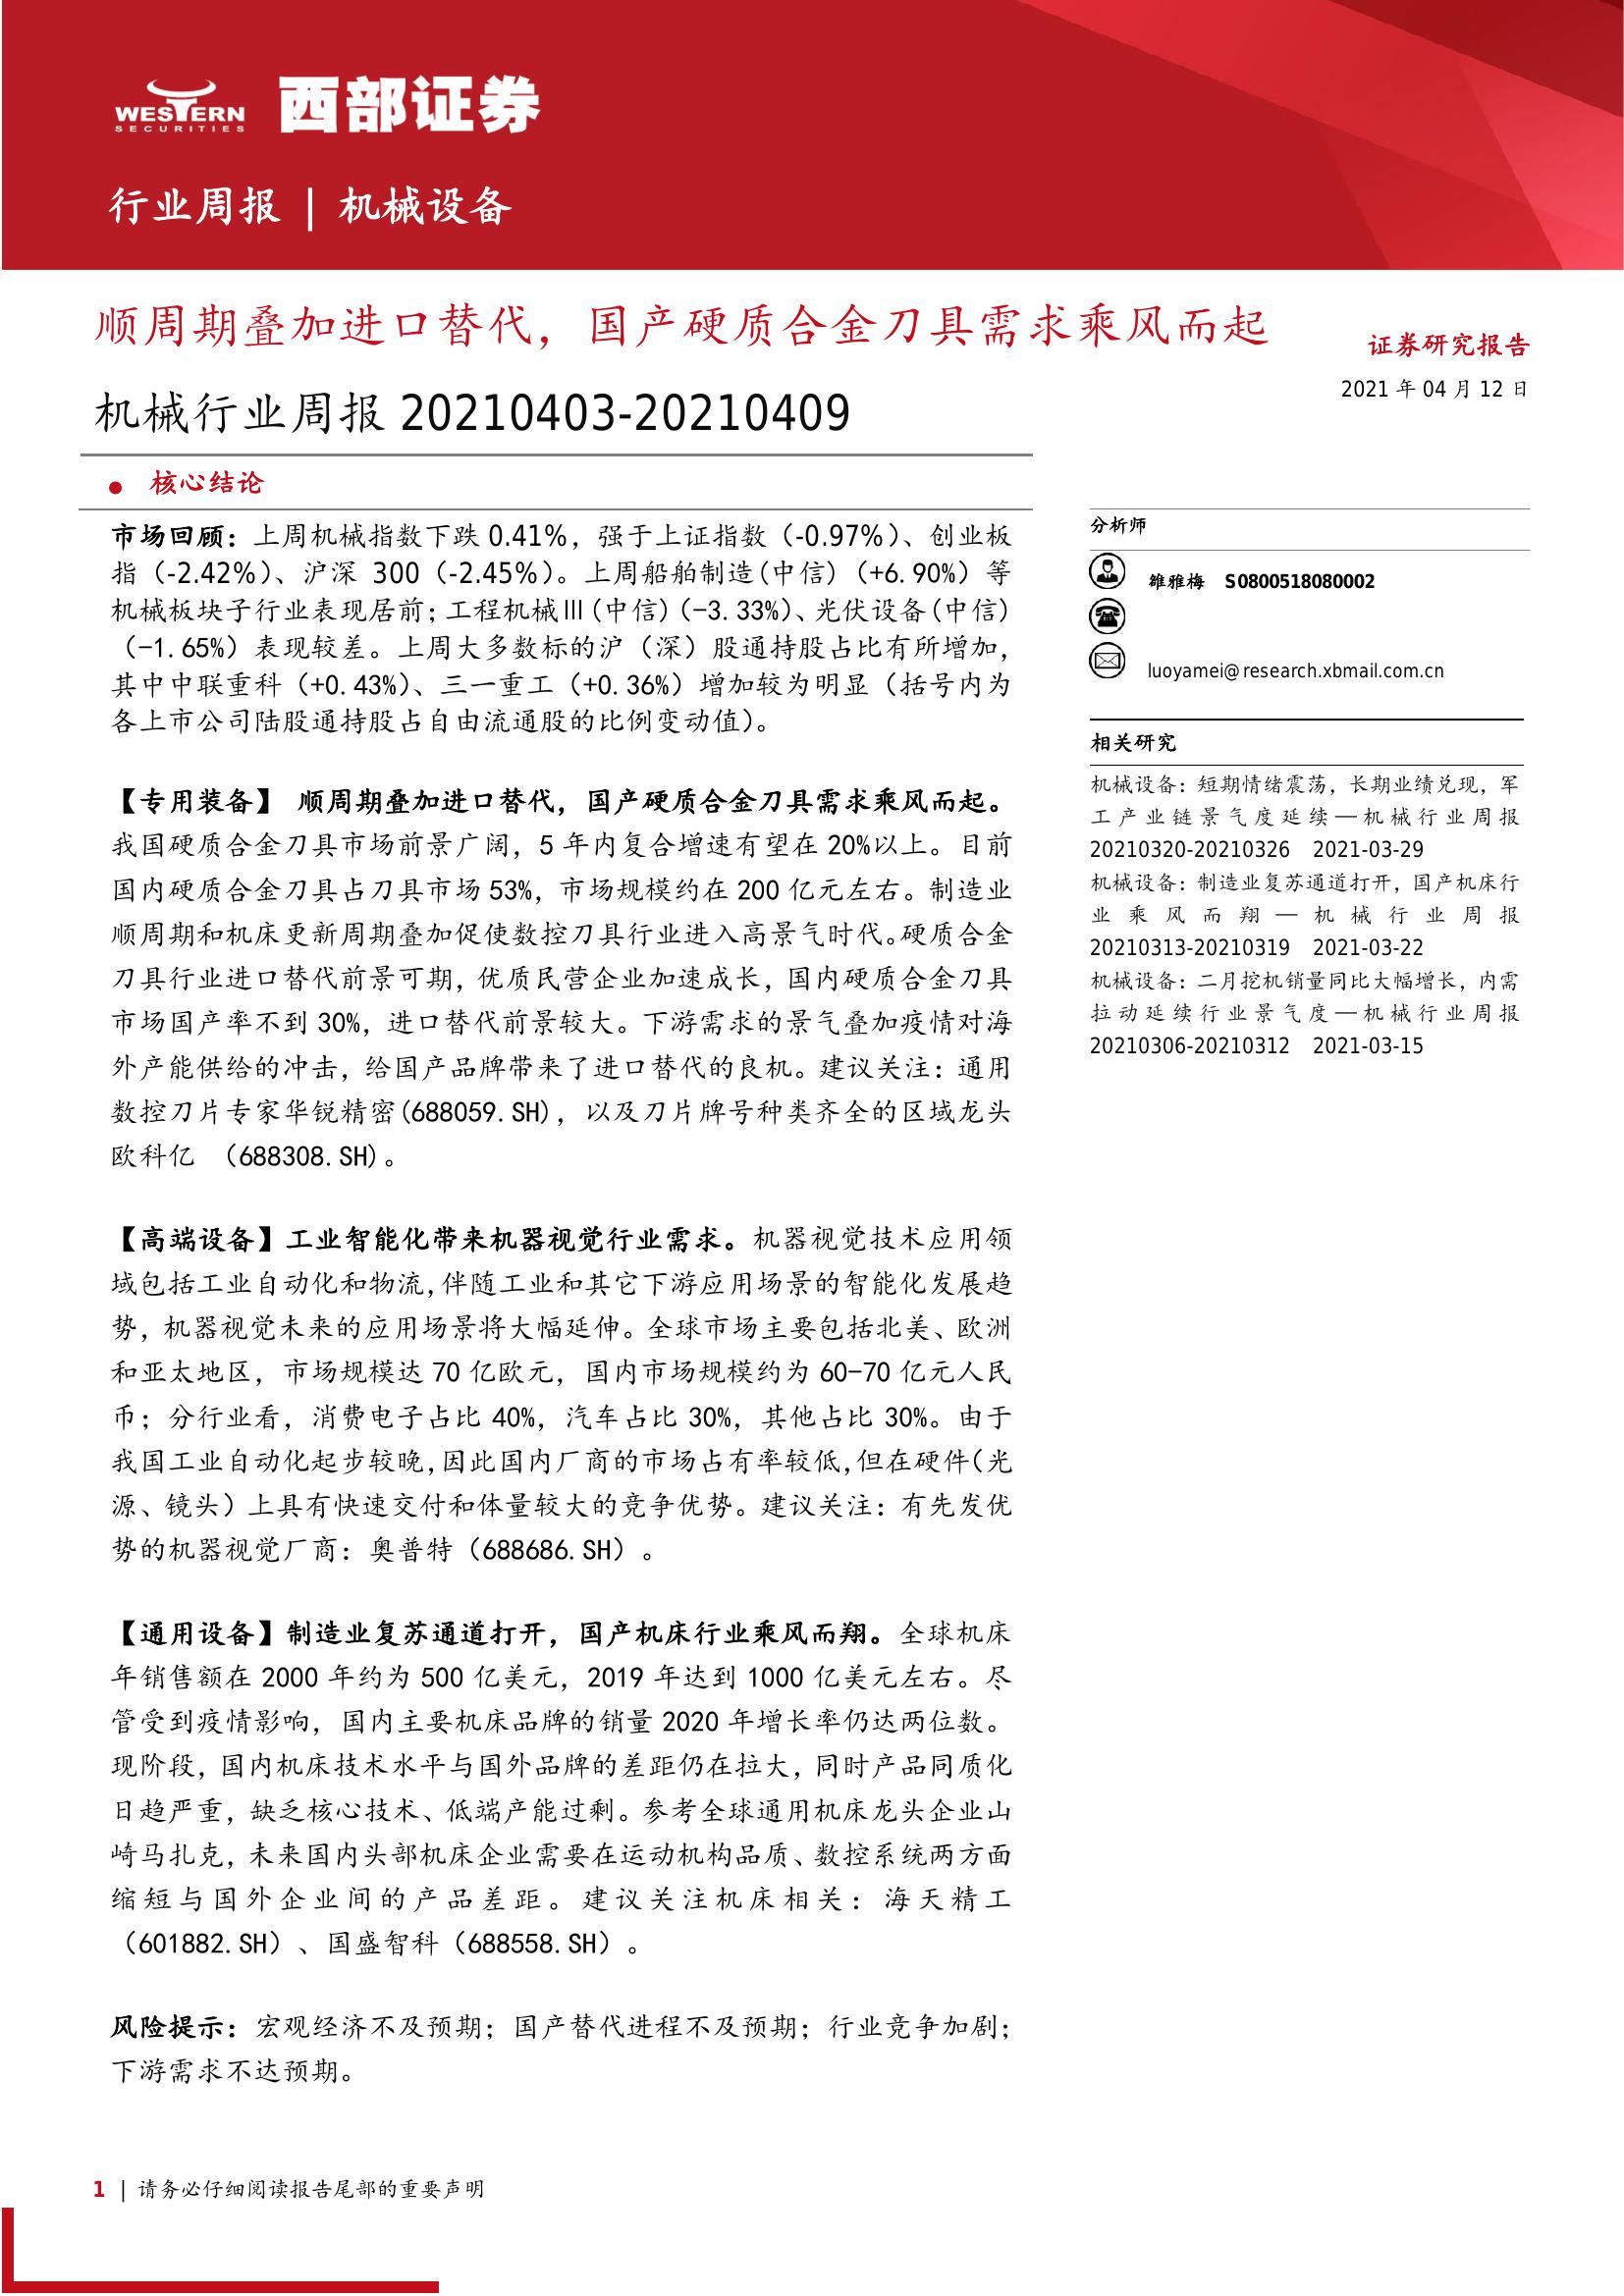 WESTERN
SECURITIES
西部证券
行业周报 | 机械设备
顺周期叠加进口替代，国产硬质合金刀具需求乘风而起
证券研究报告
机械行业周报 20210403-20210409
2021 年 04 月 12 日
● 核心结论
市场回顾：上周机械指数下跌 0.41%，强于上证指数（-0.97%）、创业板
指（-2.42%）、沪深 300（-2.45%）。上周船舶制造(中信)（+6.90%）等
机械板块子行业表现居前；工程机械Ⅲ(中信)（-3.33%）、光伏设备(中信)
（-1.65%）表现较差。上周大多数标的沪（深）股通持股占比有所增加，
其中中联重科（+0.43%）、三一重工（+0.36%）增加较为明显（括号内为
各上市公司陆股通持股占自由流通股的比例变动值）。
【专用装备】 顺周期叠加进口替代，国产硬质合金刀具需求乘风而起。
我国硬质合金刀具市场前景广阔，5 年内复合增速有望在 20%以上。目前
国内硬质合金刀具占刀具市场 53%，市场规模约在 200 亿元左右。制造业
顺周期和机床更新周期叠加促使数控刀具行业进入高景气时代。硬质合金
刀具行业进口替代前景可期，优质民营企业加速成长，国内硬质合金刀具
市场国产率不到 30%，进口替代前景较大。下游需求的景气叠加疫情对海
外产能供给的冲击，给国产品牌带来了进口替代的良机。建议关注：通用
数控刀片专家华锐精密(688059.SH)，以及刀片牌号种类齐全的区域龙头
欧科亿 （688308.SH)。
【高端设备】工业智能化带来机器视觉行业需求。机器视觉技术应用领
域包括工业自动化和物流,伴随工业和其它下游应用场景的智能化发展趋
势，机器视觉未来的应用场景将大幅延伸。全球市场主要包括北美、欧洲
和亚太地区，市场规模达 70 亿欧元，国内市场规模约为 60-70 亿元人民
币；分行业看，消费电子占比 40%，汽车占比 30%，其他占比 30%。由于
我国工业自动化起步较晚,因此国内厂商的市场占有率较低,但在硬件(光
源、镜头）上具有快速交付和体量较大的竞争优势。建议关注：有先发优
势的机器视觉厂商：奥普特（688686.SH）。
【通用设备】制造业复苏通道打开，国产机床行业乘风而翔。全球机床
年销售额在 2000 年约为 500 亿美元，2019 年达到 1000 亿美元左右。尽
管受到疫情影响，国内主要机床品牌的销量 2020 年增长率仍达两位数。
现阶段，国内机床技术水平与国外品牌的差距仍在拉大，同时产品同质化
日趋严重，缺乏核心技术、低端产能过剩。参考全球通用机床龙头企业山
崎马扎克，未来国内头部机床企业需要在运动机构品质、数控系统两方面
缩短与国外企业间的产品差距。建议关注机床相关：海天精工
（601882.SH）、国盛智科（688558.SH）。
风险提示：宏观经济不及预期；国产替代进程不及预期；行业竞争加剧；
下游需求不达预期。
分析师
雒雅梅 S0800518080002
luoyamei@research.xbmail.com.cn
相关研究
机械设备：短期情绪震荡，长期业绩兑现，军
工产业链景气度延续—机械行业周报
20210320-20210326 2021-03-29
机械设备：制造业复苏通道打开，国产机床行
业乘风而翔—机械行业周报
20210313-20210319 2021-03-22
机械设备：二月挖机销量同比大幅增长，内需
拉动延续行业景气度—机械行业周报
20210306-20210312 2021-03-15
1 | 请务必仔细阅读报告尾部的重要声明